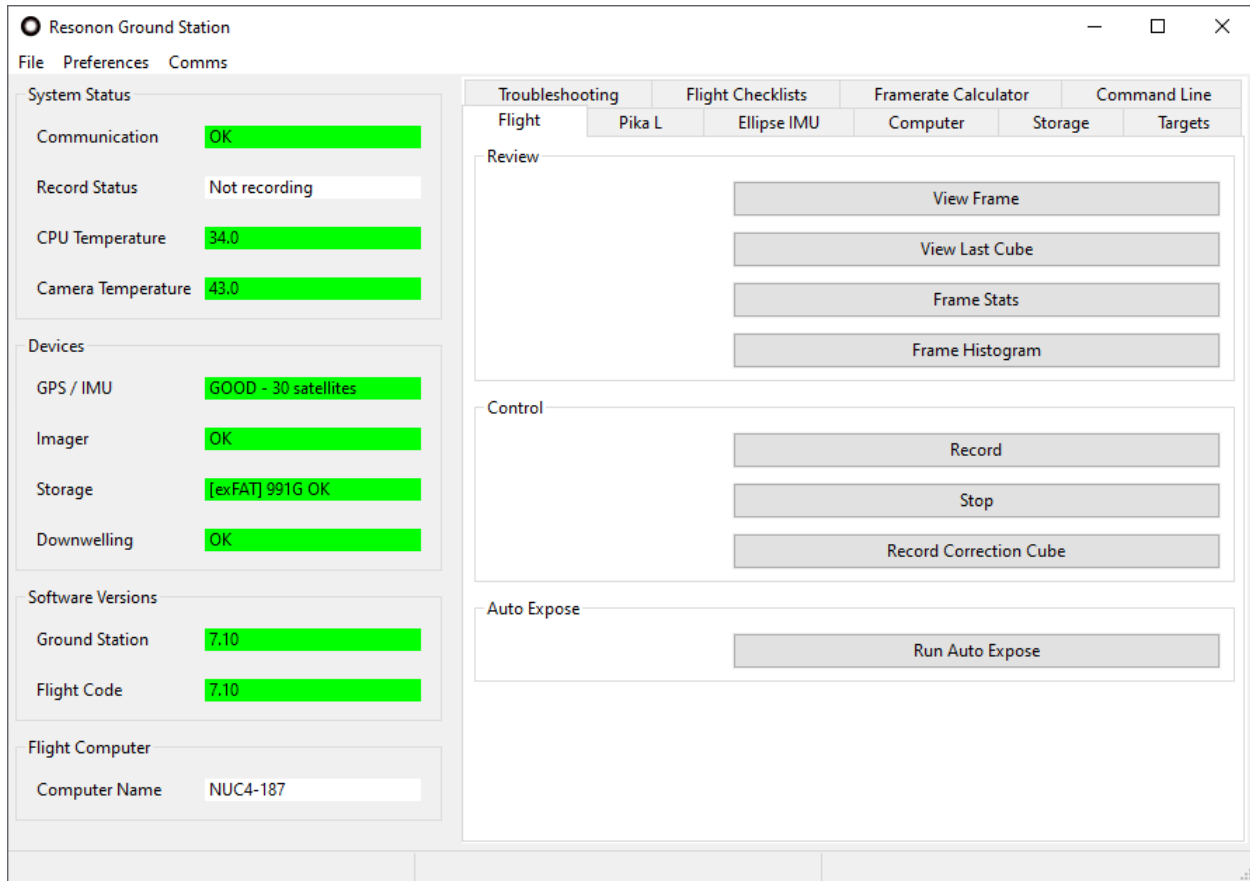 Resonon Ground Station
File Preferences Comms
System Status
Communication OK
Record Status Not recording
CPU Temperature 34.0
Camera Temperature 43.0
Devices
GPS / IMU GOOD - 30 satellites
Imager OK
Storage [exFAT] 991G OK
Downwelling OK
Software Versions
Ground Station 7.10
Flight Code 7.10
Flight Computer
Computer Name NUC4-187
Troubleshooting Flight Checklists Framerate Calculator Command Line
Flight Pika L Ellipse IMU Computer Storage Targets
Review
View Frame
View Last Cube
Frame Stats
Frame Histogram
Control
Record
Stop
Record Correction Cube
Auto Expose
Run Auto Expose